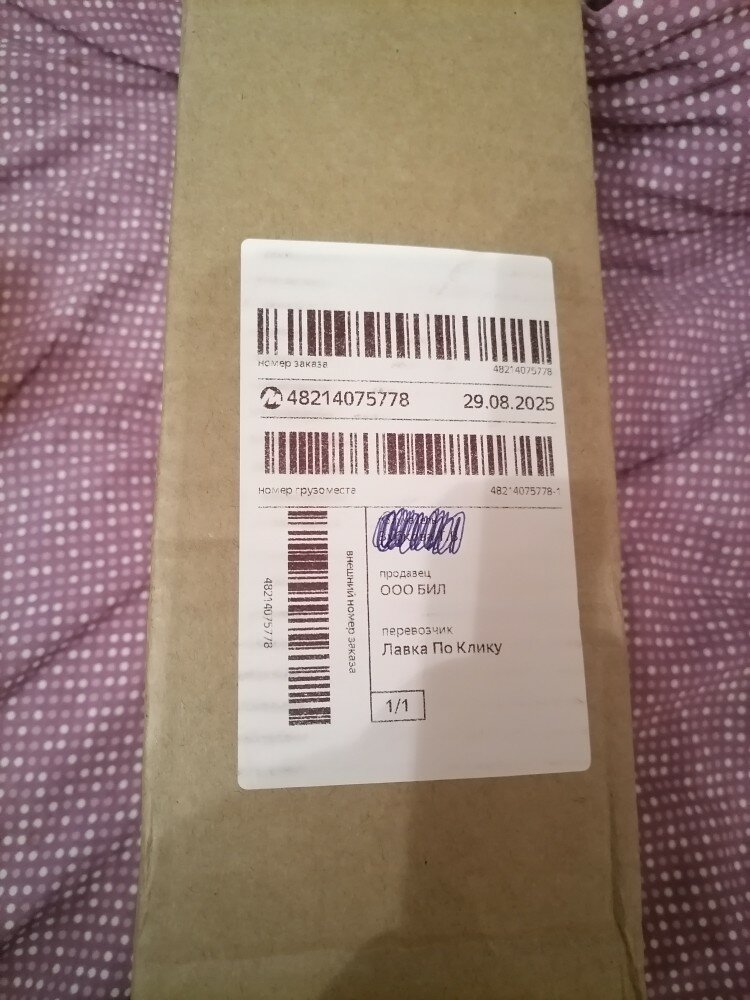 номер заказа 48214075778
48214075778 29.08.2025
номер грузоместа 48214075778-1
48214075778
внешний номер заказа
продавец
ООО БИЛ
перевозчик
Лавка По Клику
1/1